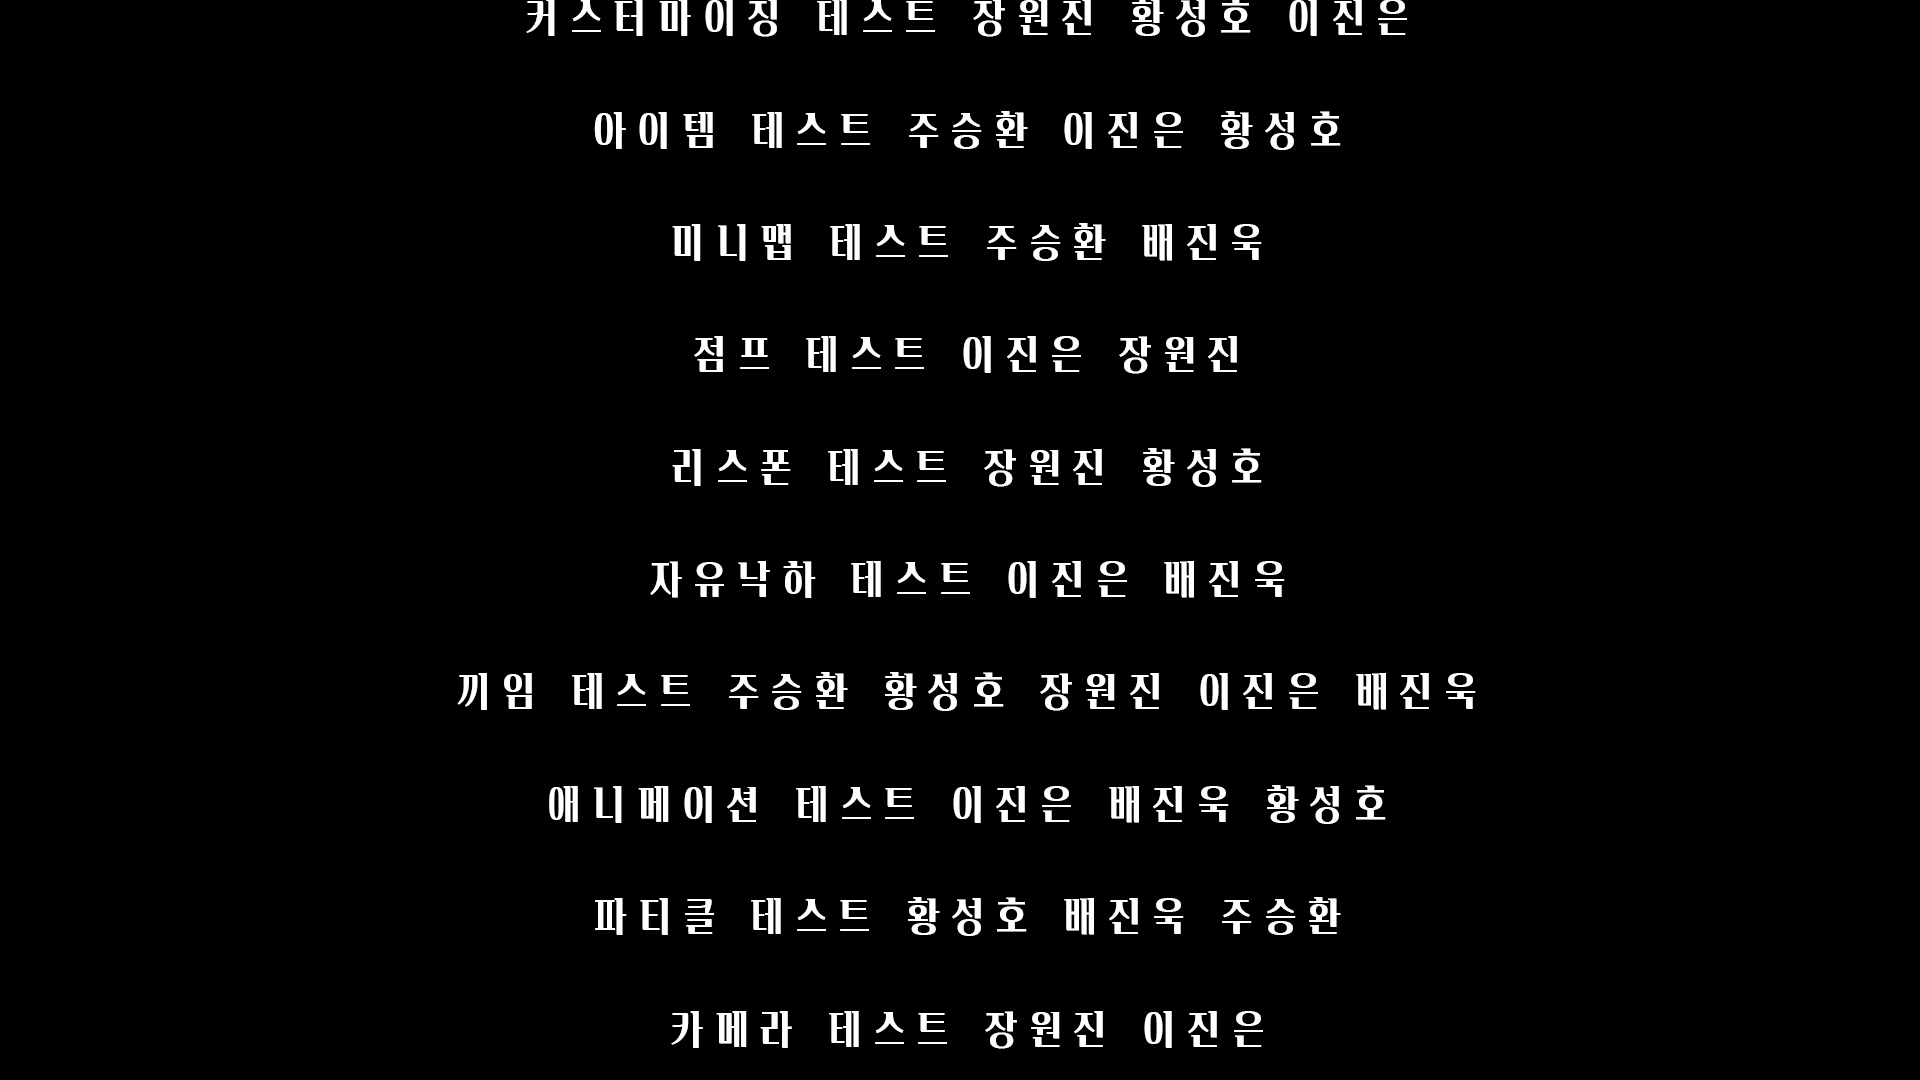 커스터마이징 테스트 장원진 황성호 이진은
아이템 테스트 주승환 이진은 황성호
미니맵 테스트 주승환 배진욱
점프 테스트 이진은 장원진
리스폰 테스트 장원진 황성호
자유낙하 테스트 이진은 배진욱
끼임 테스트 주승환 황성호 장원진 이진은 배진욱
애니메이션 테스트 이진은 배진욱 황성호
파티클 테스트 황성호 배진욱 주승환
카메라 테스트 장원진 이진은